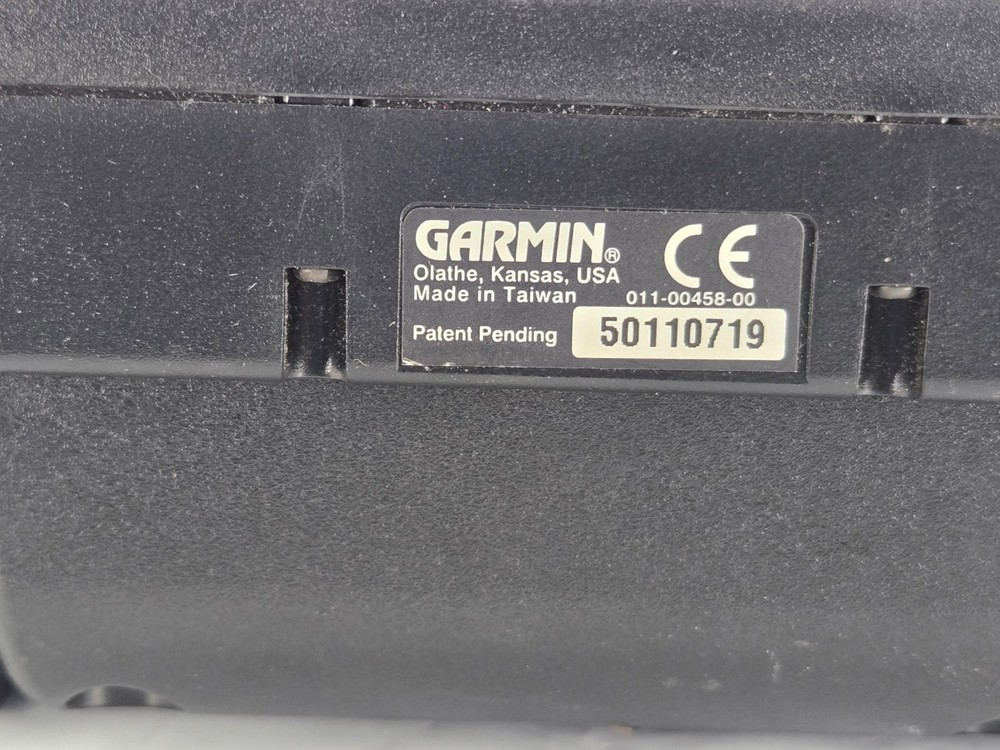 GARMIN®
CE
Olathe, Kansas, USA
Made in Taiwan 011-00458-00
Patent Pending 50110719